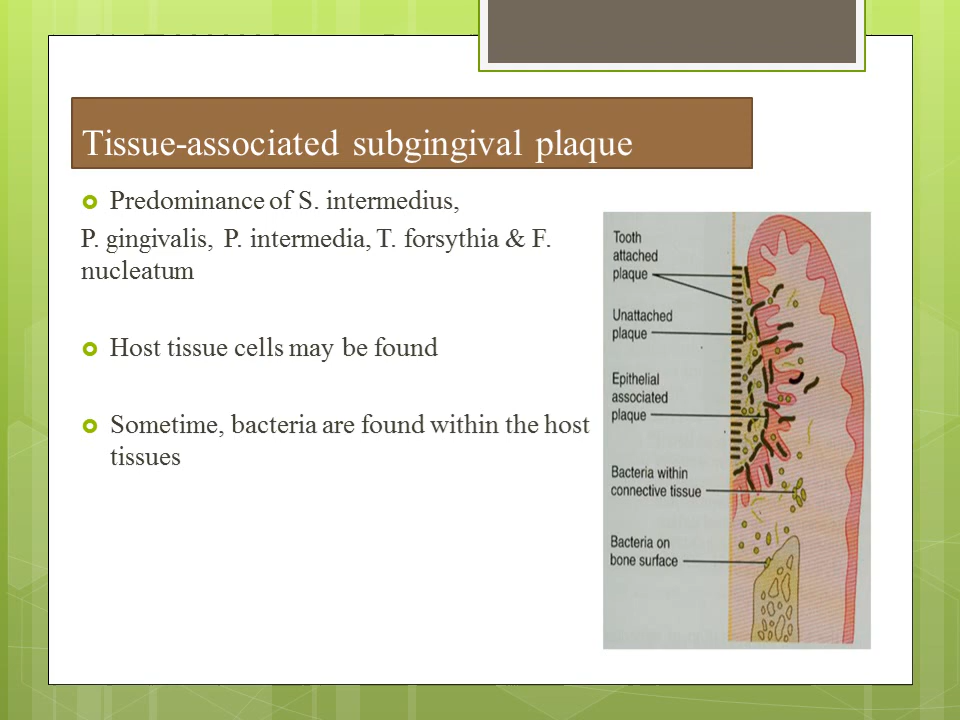 Tissue-associated subgingival plaque
Predominance of S. intermedius,
P. gingivalis, P. intermedia, T. forsythia & F.
nucleatum
Host tissue cells may be found
Sometime, bacteria are found within the host
tissues
Tooth
attached
plaque
Unattached
plaque
Epithelial
associated
plaque
Bacteria within
connective tissue
Bacteria on
bone surface